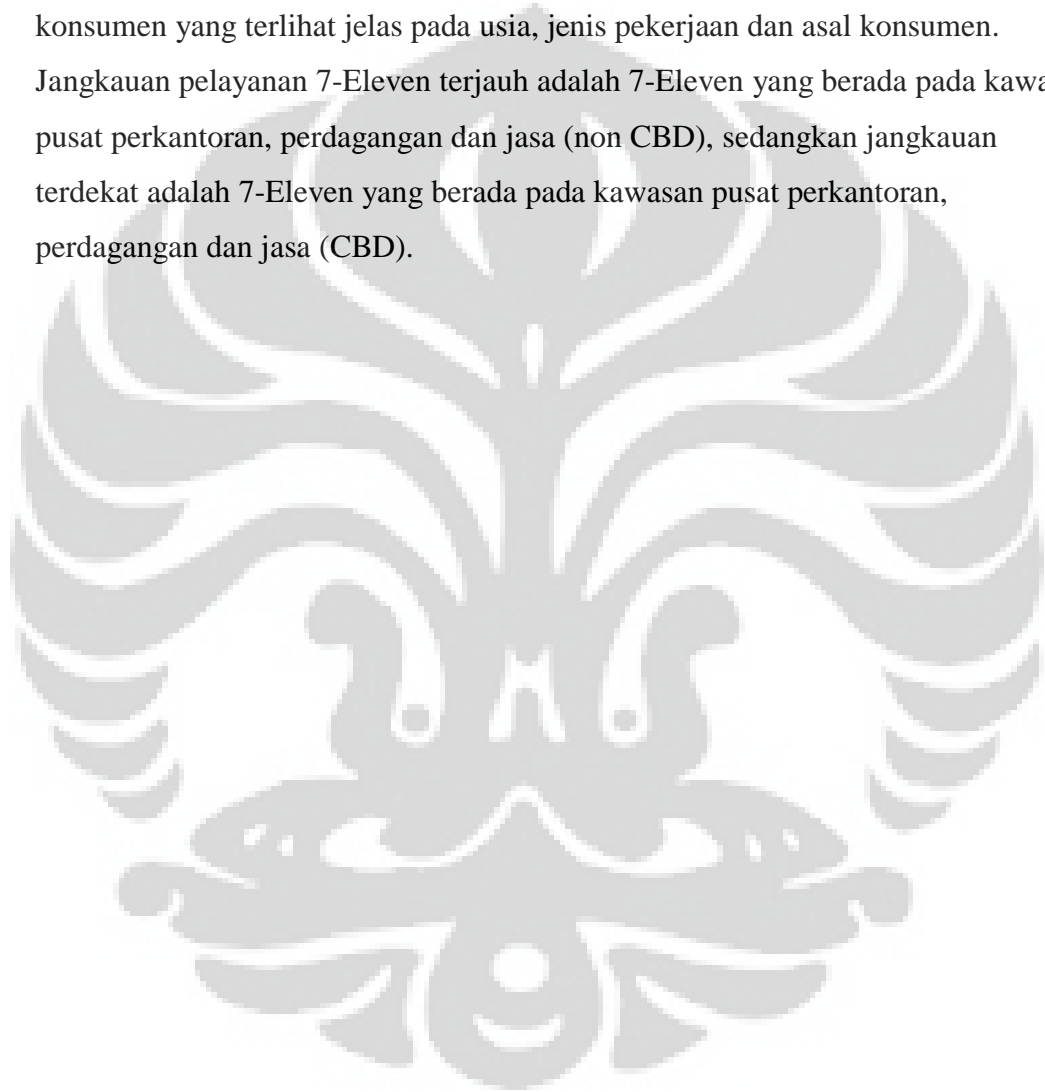 konsumen yang terlihat jelas pada usia, jenis pekerjaan dan asal konsumen.
Jangkauan pelayanan 7-Eleven terjauh adalah 7-Eleven yang berada pada kawa
pusat perkantoran, perdagangan dan jasa (non CBD), sedangkan jangkauan
terdekat adalah 7-Eleven yang berada pada kawasan pusat perkantoran,
perdagangan dan jasa (CBD).